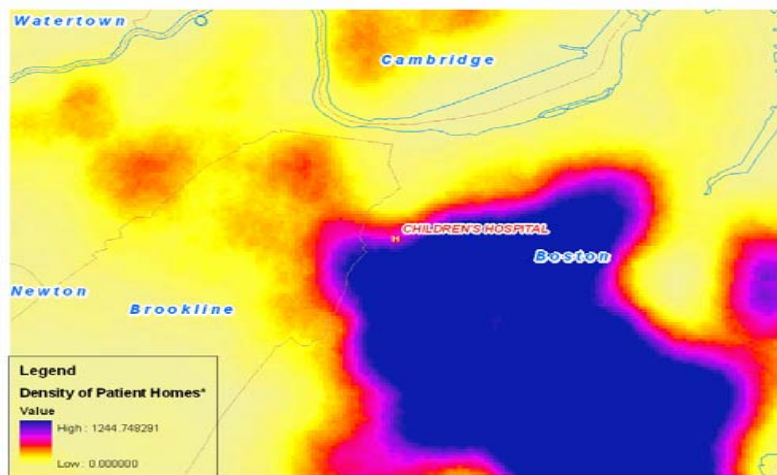 Watertown
Cambridge
CHILDREN'S HOSPITAL
H
Boston
Newton
Brookline
Legend
Density of Patient Homes*
Value
High : 1244.748291
Low : 0.000000